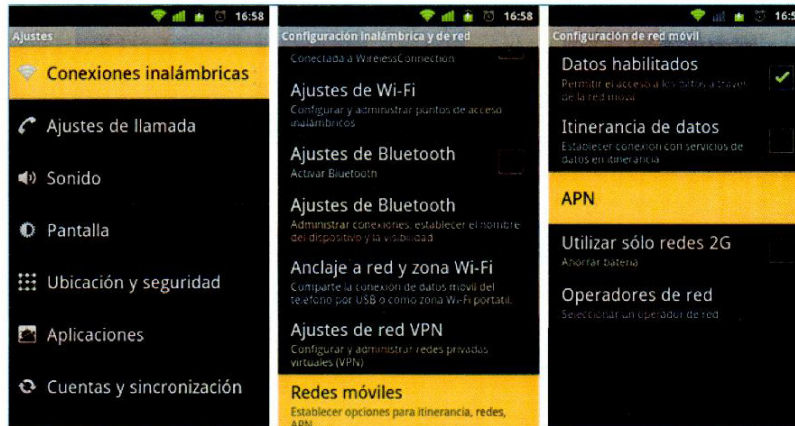 16:58
Ajustes
Conexiones inalámbricas
Ajustes de llamada
Sonido
Pantalla
Ubicación y seguridad
Aplicaciones
Cuentas y sincronización
16:58
Configuración inalámbrica y de red
Conectada a WirelessConnection
Ajustes de Wi-Fi
Configurar y administrar puntos de acceso
inalámbricos
Ajustes de Bluetooth
Activar Bluetooth
Ajustes de Bluetooth
Administrar conexiones, establecer el nombre
del dispositivo y la visibilidad
Anclaje a red y zona Wi-Fi
Comparte la conexión de datos móvil del
teléfono por USB o como zona Wi-Fi portátil.
Ajustes de red VPN
Configurar y administrar redes privadas
virtuales (VPN)
Redes móviles
Establecer opciones para itinerancia, redes,
APN
16:5
Configuración de red móvil
Datos habilitados
Permitir el acceso a los datos a través
de la red móvil
Itinerancia de datos
Establecer conexión con servicios de
datos en itinerancia
APN
Utilizar sólo redes 2G
Ahorrar batería
Operadores de red
Seleccionar un operador de red